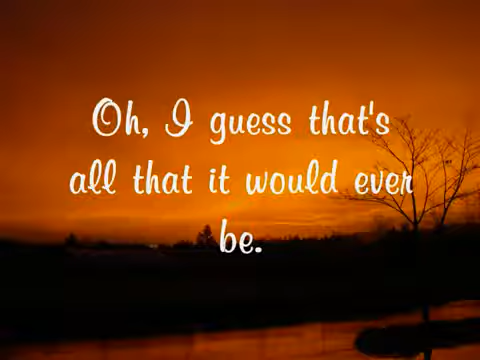 Oh, I guess that's
all that it would ever
be.